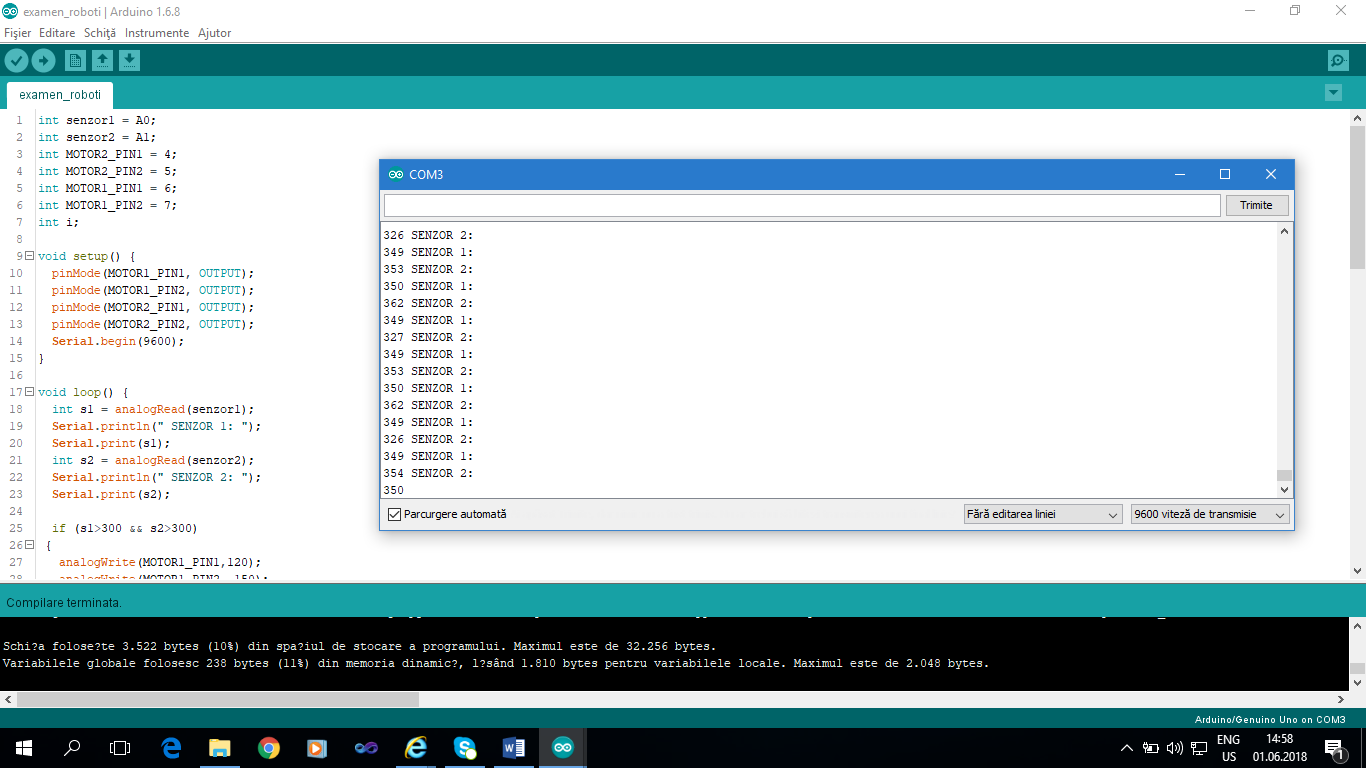 examen_roboti | Arduino 1.6.8
Fișier Editare Schiță Instrumente Ajutor
examen_roboti
1 int senzor1 = A0;
2 int senzor2 = A1;
3 int MOTOR2_PIN1 = 4;
4 int MOTOR2_PIN2 = 5;
5 int MOTOR1_PIN1 = 6;
6 int MOTOR1_PIN2 = 7;
7 int i;
8
9 void setup() {
10 pinMode(MOTOR1_PIN1, OUTPUT);
11 pinMode(MOTOR1_PIN2, OUTPUT);
12 pinMode(MOTOR2_PIN1, OUTPUT);
13 pinMode(MOTOR2_PIN2, OUTPUT);
14 Serial.begin(9600);
15 }
16
17 void loop() {
18 int s1 = analogRead(senzor1);
19 Serial.println(" SENZOR 1: ");
20 Serial.print(s1);
21 int s2 = analogRead(senzor2);
22 Serial.println(" SENZOR 2: ");
23 Serial.print(s2);
24
25 if (s1>300 && s2>300)
26 {
27 analogWrite(MOTOR1_PIN1,120);
28 analogWrite(MOTOR1_PIN2, 150);
COM3
Trimite
326 SENZOR 2:
349 SENZOR 1:
353 SENZOR 2:
350 SENZOR 1:
362 SENZOR 2:
349 SENZOR 1:
327 SENZOR 2:
349 SENZOR 1:
353 SENZOR 2:
350 SENZOR 1:
362 SENZOR 2:
349 SENZOR 1:
326 SENZOR 2:
349 SENZOR 1:
354 SENZOR 2:
350
Parcurgere automată
Fără editarea liniei
9600 viteză de transmisie
Compilare terminata.
Schi?a folose?te 3.522 bytes (10%) din spa?iul de stocare a programului. Maximul este de 32.256 bytes.
Variabilele globale folosesc 238 bytes (11%) din memoria dinamic?, l?sând 1.810 bytes pentru variabilele locale. Maximul este de 2.048 bytes.
Arduino/Genuino Uno on COM3
ENG
US
14:58
01.06.2018
1